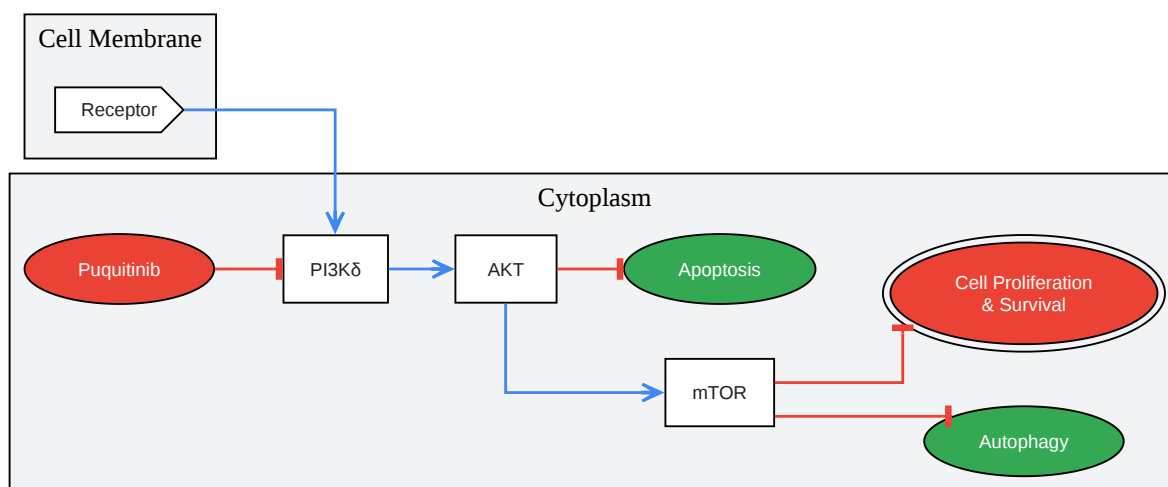 Cell Membrane
Receptor
Cytoplasm
Puquitinib
PI3Kδ
AKT
Apoptosis
Cell Proliferation
& Survival
mTOR
Autophagy